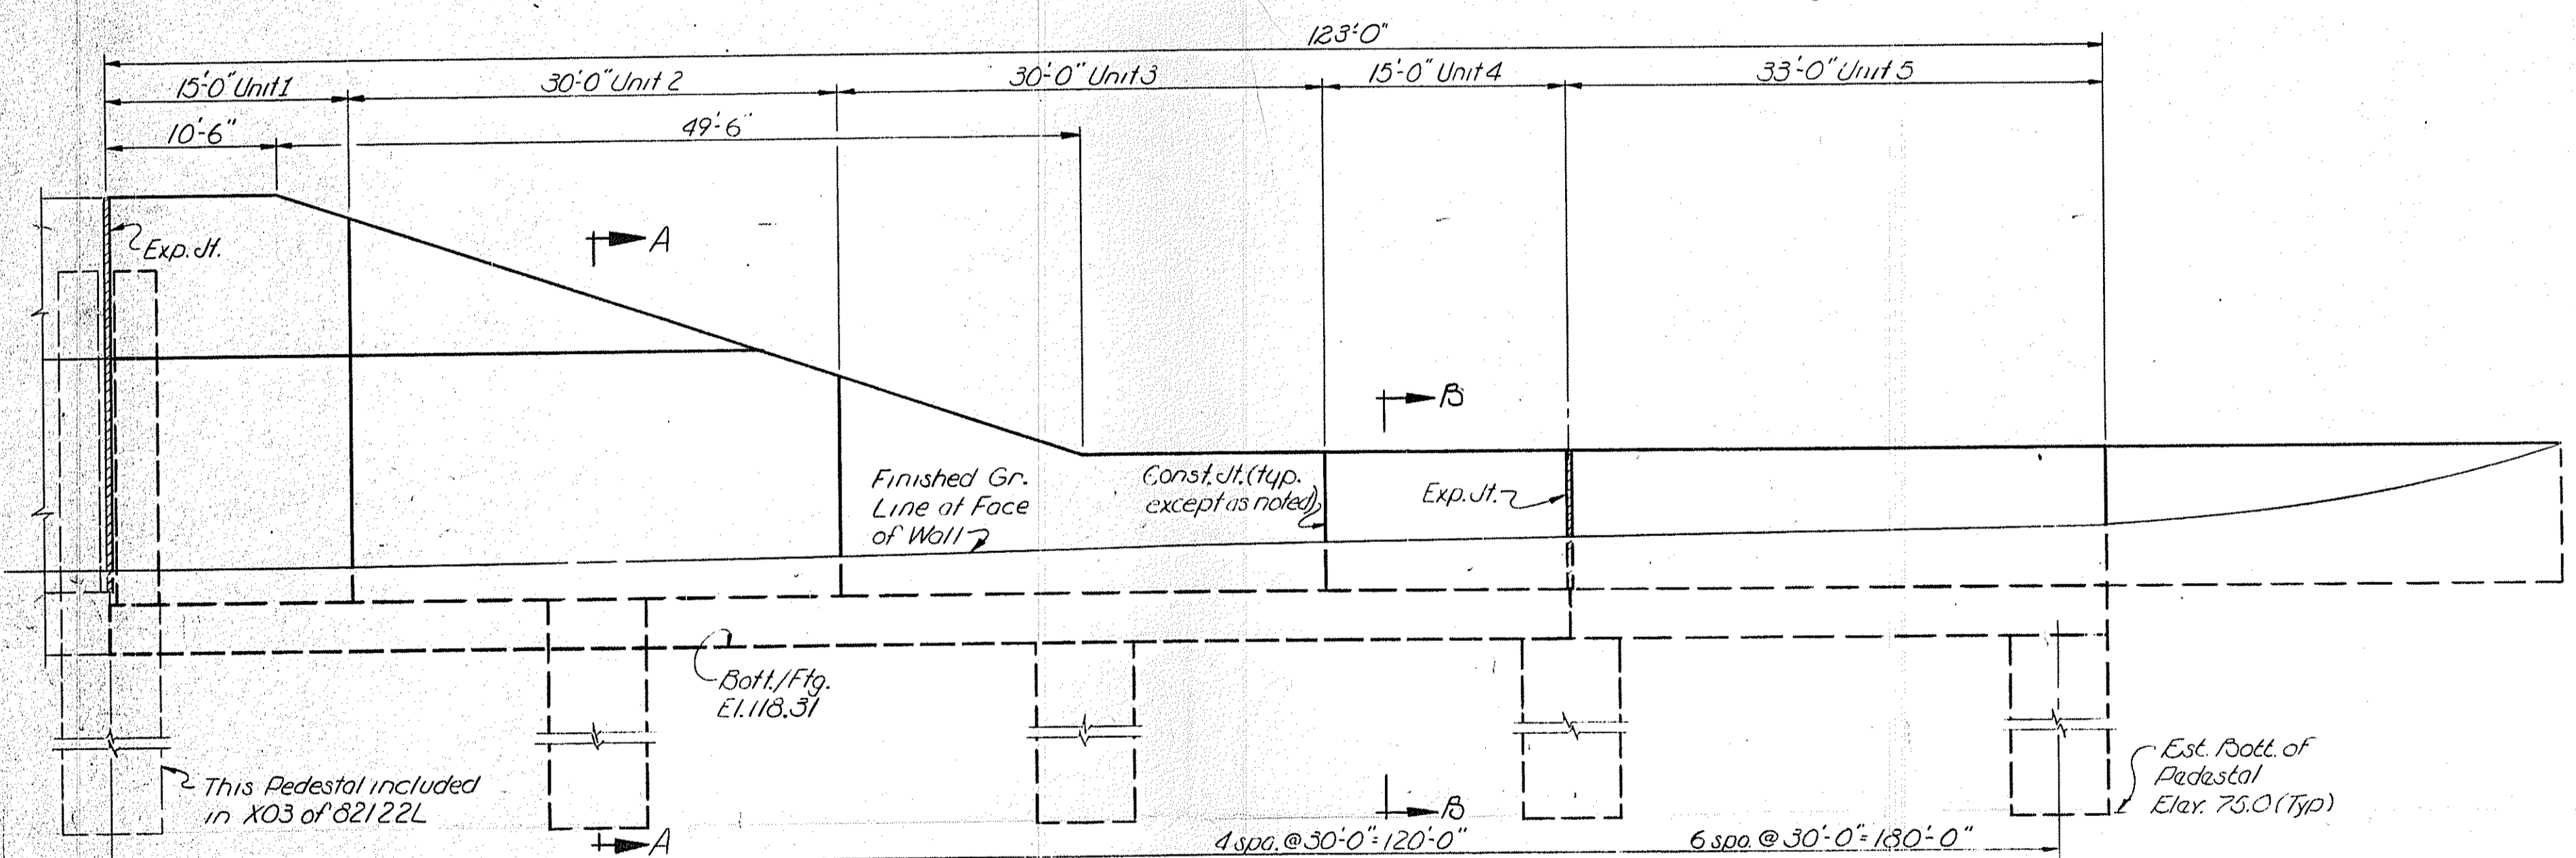 123'-0"
15'-0" Unit 1
30'-0" Unit 2
30'-0" Unit 3
15'-0" Unit 4
33'-0" Unit 5
10'-6"
49'-6"
A
Exp. Jt.
B
Finished Gr.
Line at Face
of Wall
Const. Jt. (typ.
except as noted)
Exp. Jt.
Bott./Ftg.
El. 118.31
This Pedestal included
in X03 of 82122L
Est. Bott. of
Pedestal
Elev. 75.0 (Typ)
B
A
4 spa. @ 30'-0" = 120'-0"
6 spa. @ 30'-0" = 180'-0"